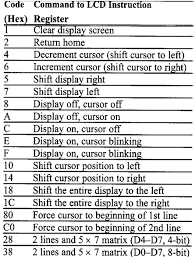 Code Command to LCD Instruction
(Hex) Register
1 Clear display screen
2 Return home
4 Decrement cursor (shift cursor to left)
6 Increment cursor (shift cursor to right)
5 Shift display right
7 Shift display left
8 Display off, cursor off
A Display off, cursor on
C Display on, cursor off
E Display on, cursor blinking
F Display on, cursor blinking
10 Shift cursor position to left
14 Shift cursor position to right
18 Shift the entire display to the left
1C Shift the entire display to the right
80 Force cursor to beginning of 1st line
C0 Force cursor to beginning of 2nd line
28 2 lines and 5 × 7 matrix (D4–D7, 4-bit)
38 2 lines and 5 × 7 matrix (D0–D7, 8-bit)